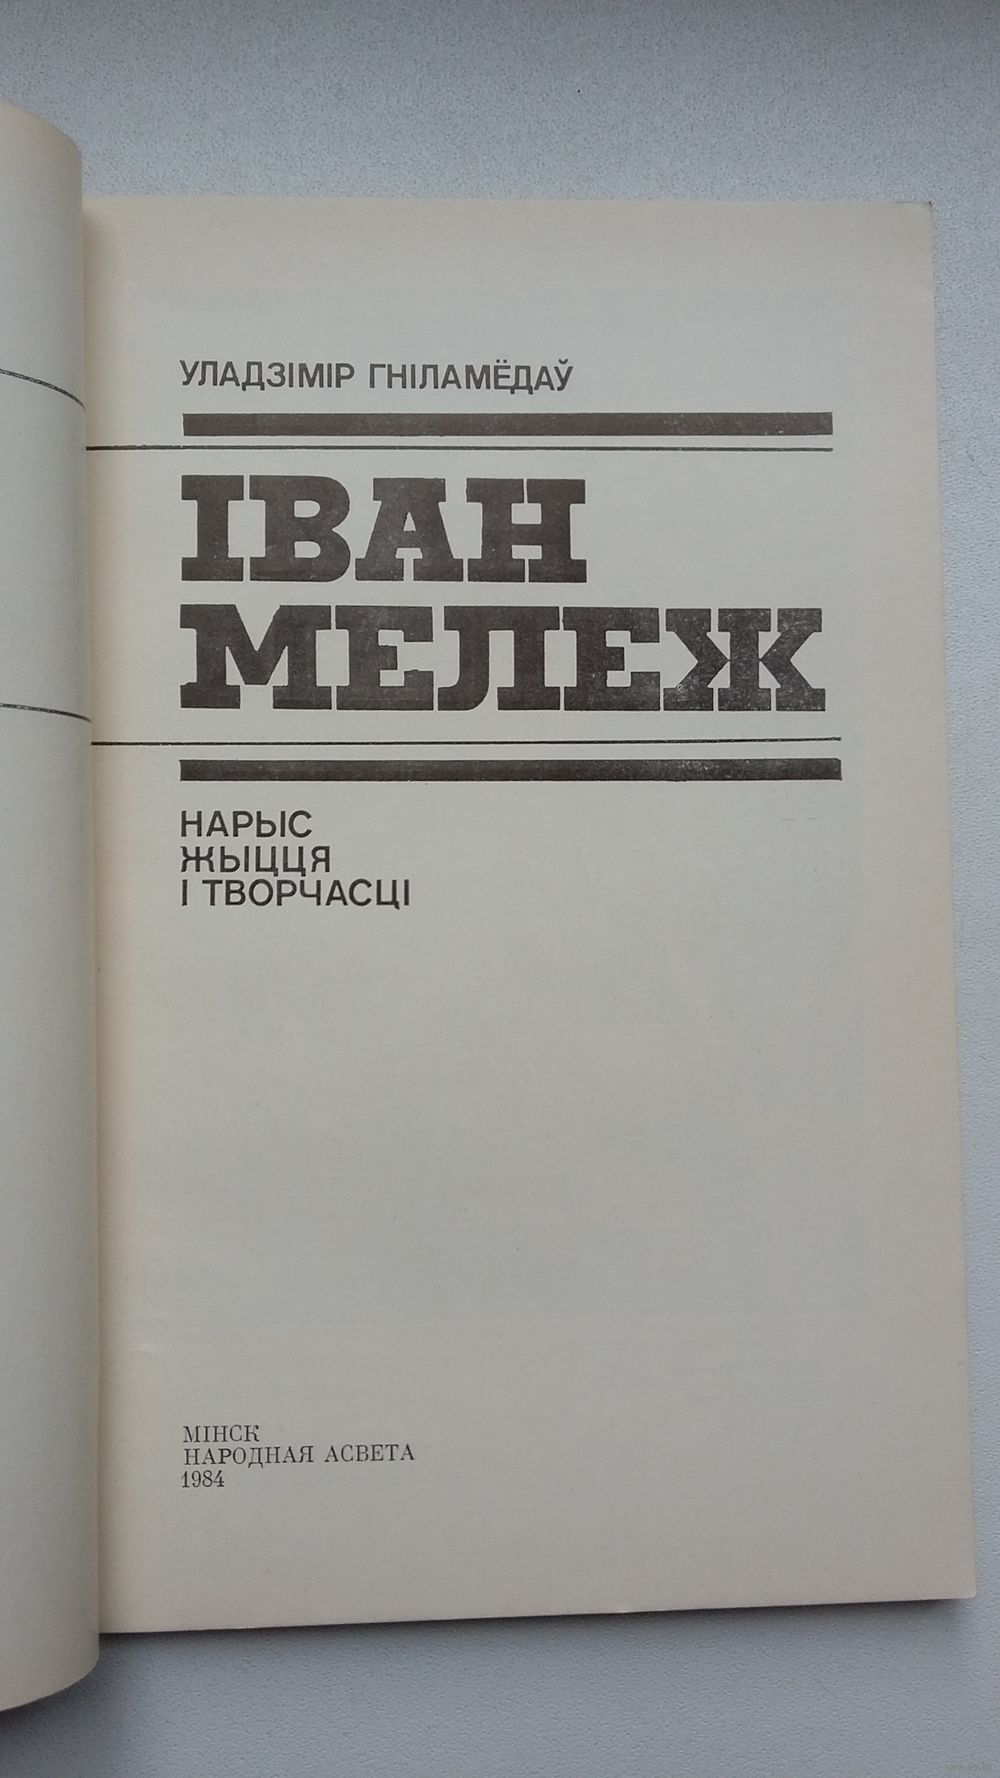 УЛАДЗІМІР ГНІЛАМЁДАЎ
ІВАН
МЕЛЕЖ
НАРЫС
ЖЫЦЦЯ
І ТВОРЧАСЦІ
МІНСК
НАРОДНАЯ АСВЕТА
1984